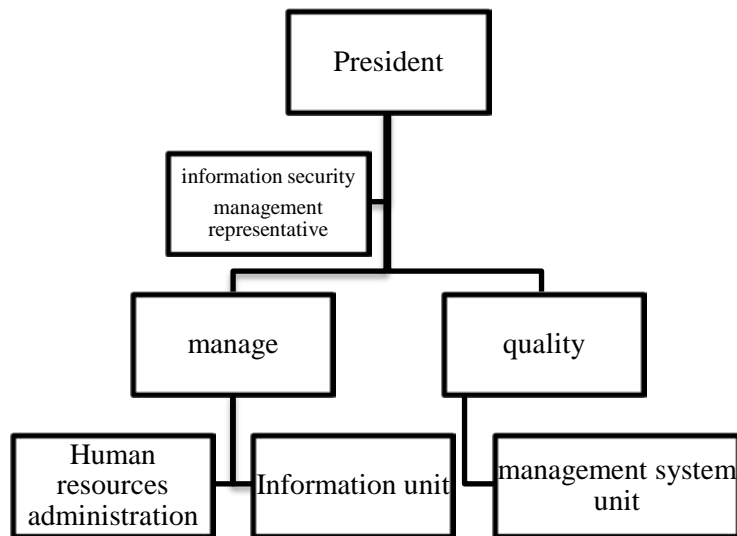 President
information security
management
representative
manage
quality
Human
resources
administration
Information unit
management system
unit